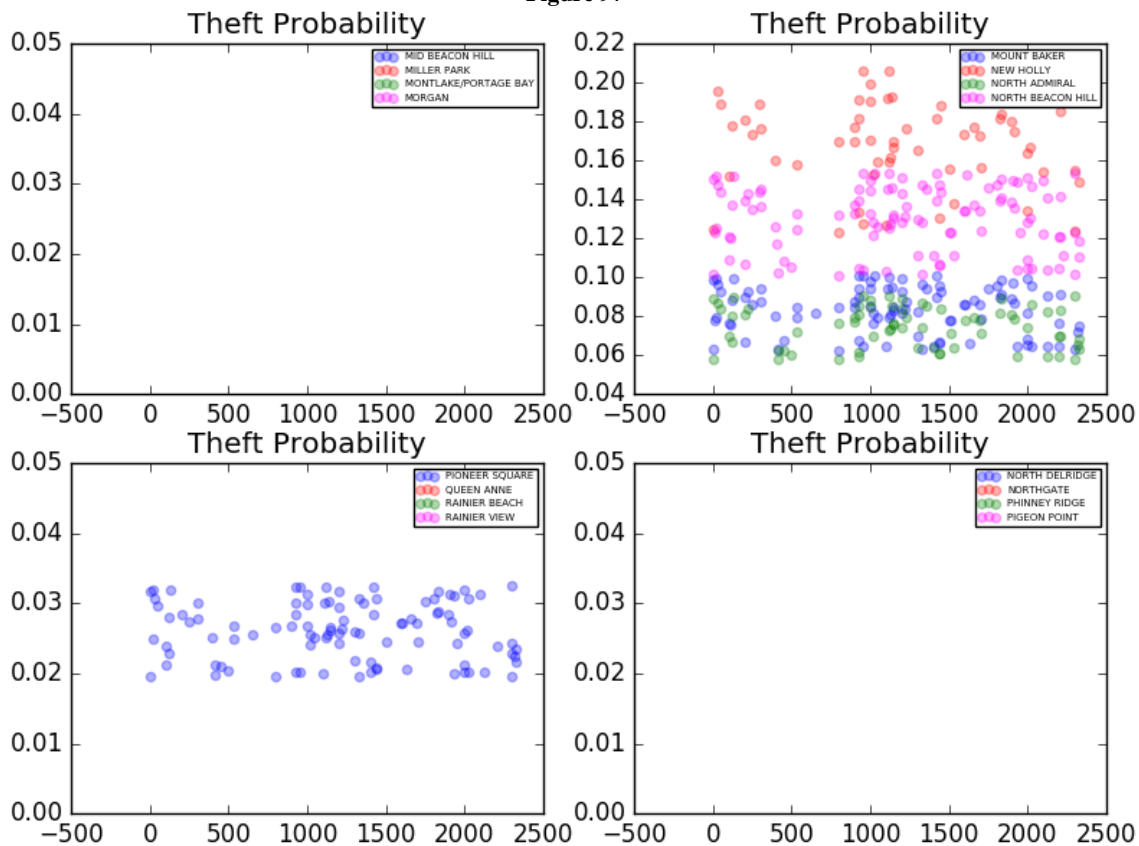 Theft Probability
0.05
0.04
0.03
0.02
0.01
0.00
−500 0 500 1000 1500 2000 2500
MID BEACON HILL
MILLER PARK
MONTLAKE/PORTAGE BAY
MORGAN
Theft Probability
0.22
0.20
0.18
0.16
0.14
0.12
0.10
0.08
0.06
0.04
−500 0 500 1000 1500 2000 2500
MOUNT BAKER
NEW HOLLY
NORTH ADMIRAL
NORTH BEACON HILL
Theft Probability
0.05
0.04
0.03
0.02
0.01
0.00
−500 0 500 1000 1500 2000 2500
PIONEER SQUARE
QUEEN ANNE
RAINIER BEACH
RAINIER VIEW
Theft Probability
0.05
0.04
0.03
0.02
0.01
0.00
−500 0 500 1000 1500 2000 2500
NORTH DELRIDGE
NORTHGATE
PHINNEY RIDGE
PIGEON POINT